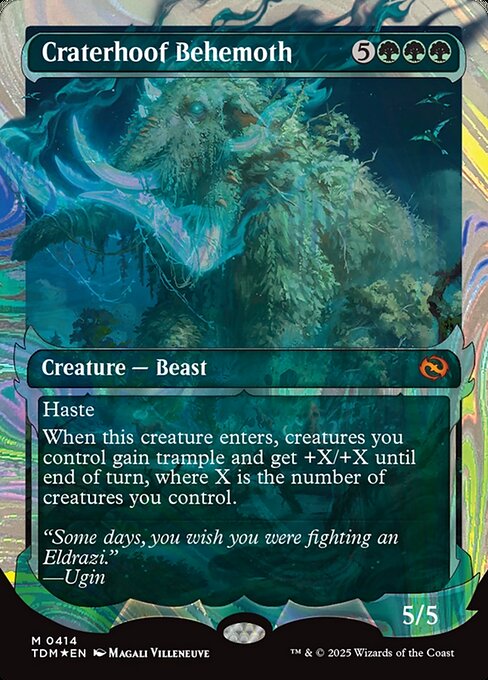 Craterhoof Behemoth 5
Creature — Beast
Haste
When this creature enters, creatures you
control gain trample and get +X/+X until
end of turn, where X is the number of
creatures you control.
“Some days, you wish you were fighting an
Eldrazi.”
—Ugin
5/5
M 0414
TDM★EN MAGALI VILLENEUVE
™ & © 2025 Wizards of the Coast